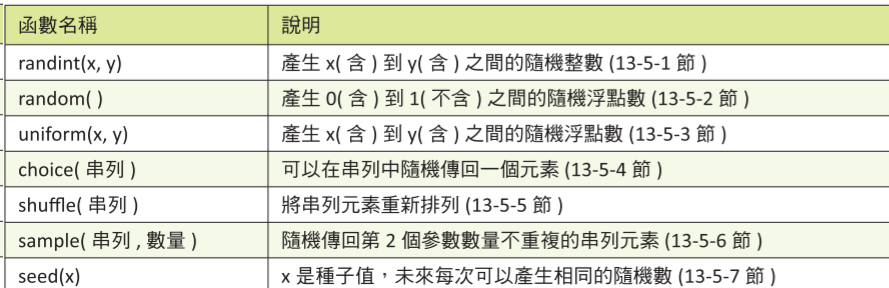 函數名稱 說明
randint(x, y) 產生 x( 含 ) 到 y( 含 ) 之間的隨機整數 (13-5-1 節 )
random( ) 產生 0( 含 ) 到 1( 不含 ) 之間的隨機浮點數 (13-5-2 節 )
uniform(x, y) 產生 x( 含 ) 到 y( 含 ) 之間的隨機浮點數 (13-5-3 節 )
choice( 串列 ) 可以在串列中隨機傳回一個元素 (13-5-4 節 )
shuffle( 串列 ) 將串列元素重新排列 (13-5-5 節 )
sample( 串列 , 數量 ) 隨機傳回第 2 個參數數量不重複的串列元素 (13-5-6 節 )
seed(x) x 是種子值，未來每次可以產生相同的隨機數 (13-5-7 節 )